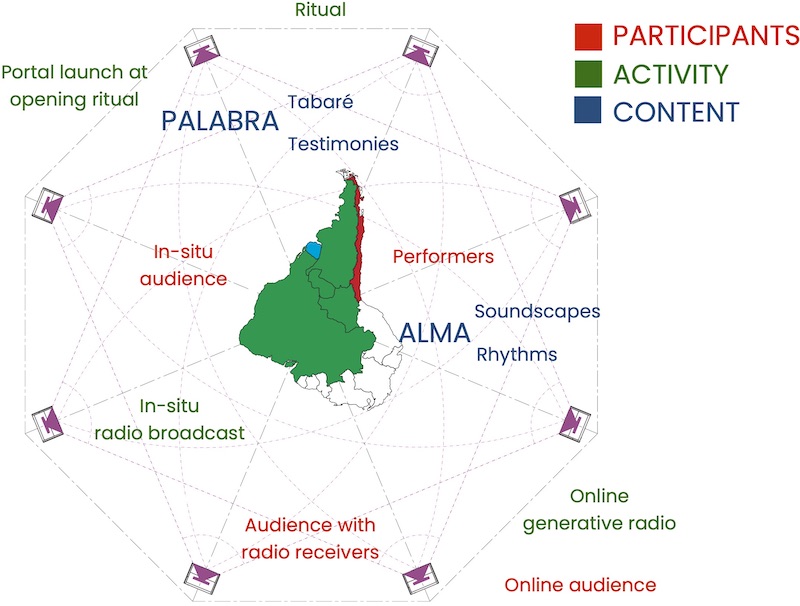 Ritual
PARTICIPANTS
ACTIVITY
CONTENT
Portal launch at
opening ritual
PALABRA
Tabaré
Testimonies
In-situ
audience
Performers
ALMA
Soundscapes
Rhythms
In-situ
radio broadcast
Audience with
radio receivers
Online
generative radio
Online audience